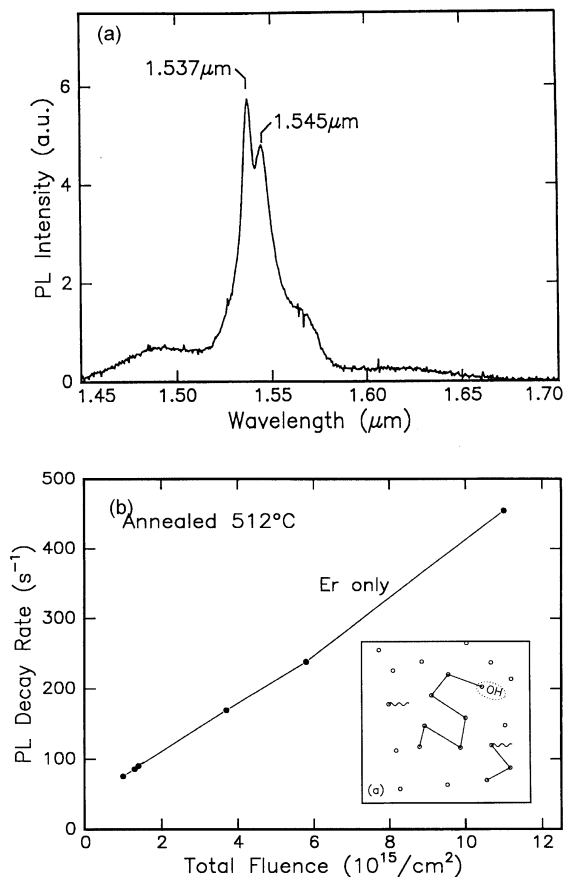 (a)
1.537μm
1.545μm
6
4
2
0
PL Intensity (a.u.)
1.45 1.50 1.55 1.60 1.65 1.70
Wavelength (μm)
(b)
Annealed 512°C
Er only
500
400
300
200
100
0
PL Decay Rate (s⁻¹)
OH
(a)
0 2 4 6 8 10 12
Total Fluence (10¹⁵/cm²)